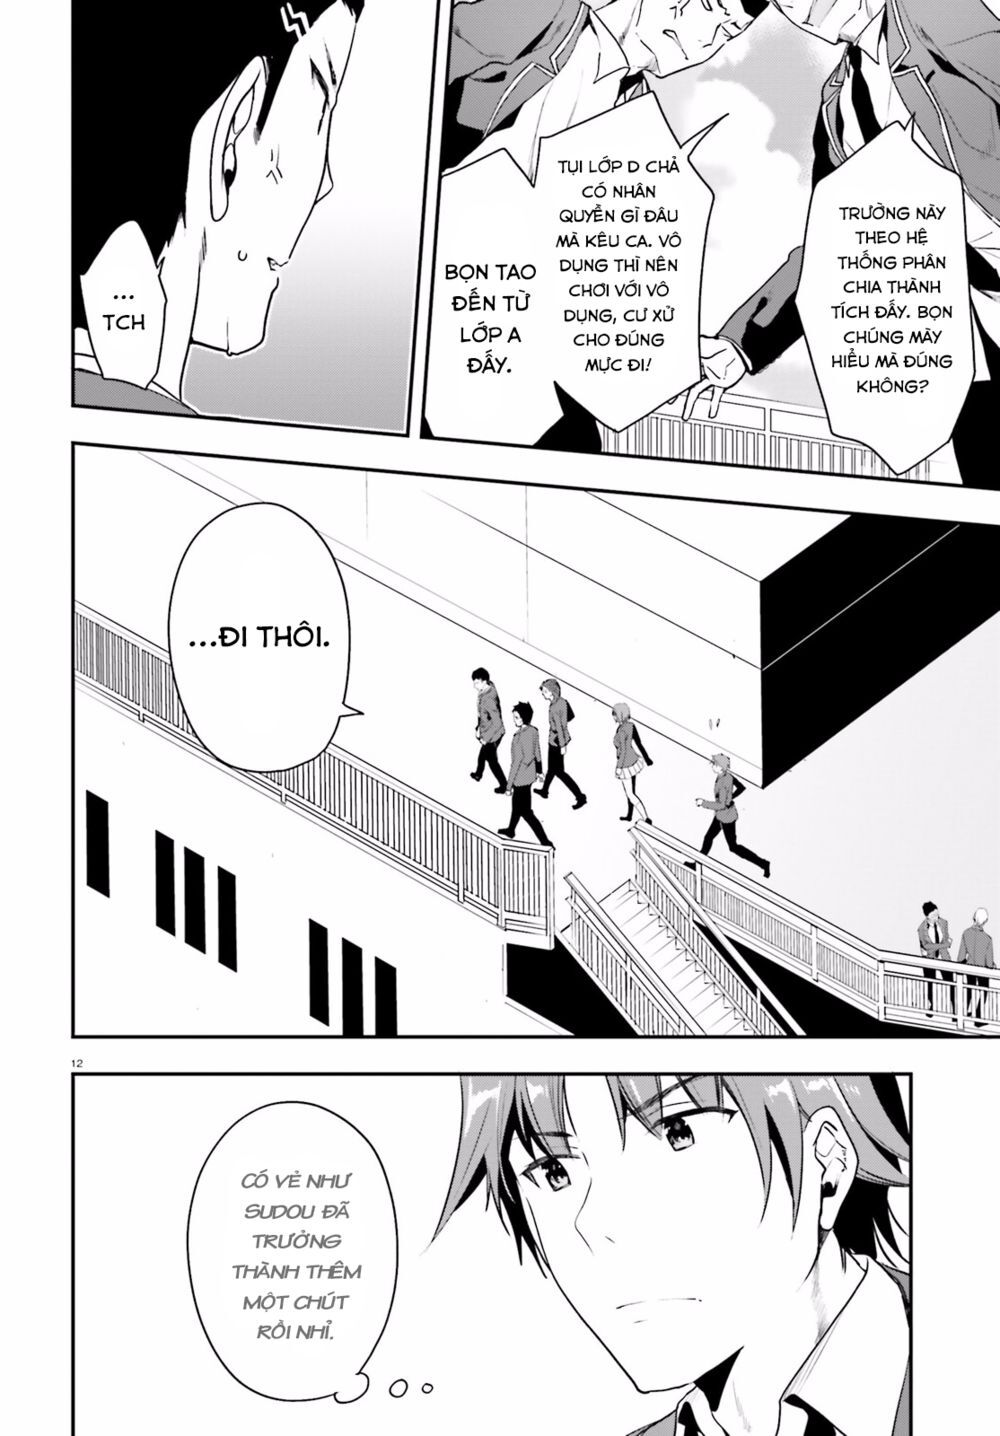 TRƯỜNG NÀY
THEO HỆ
THỐNG PHÂN
CHIA THÀNH
TÍCH ĐẤY. BỌN
CHÚNG MÀY
HIỂU MÀ ĐÚNG
KHÔNG?
TỤI LỚP D CHẢ
CÓ NHÂN
QUYỀN GÌ ĐÂU
MÀ KÊU CA. VÔ
DỤNG THÌ NÊN
CHƠI VỚI VÔ
DỤNG, CƯ XỬ
CHO ĐÚNG
MỰC ĐI!
BỌN TAO
ĐẾN TỪ
LỚP A
ĐẤY.
...
TCH
...ĐI THÔI.
12
CÓ VẺ NHƯ
SUDOU ĐÃ
TRƯỞNG
THÀNH THÊM
MỘT CHÚT
RỒI NHỈ.